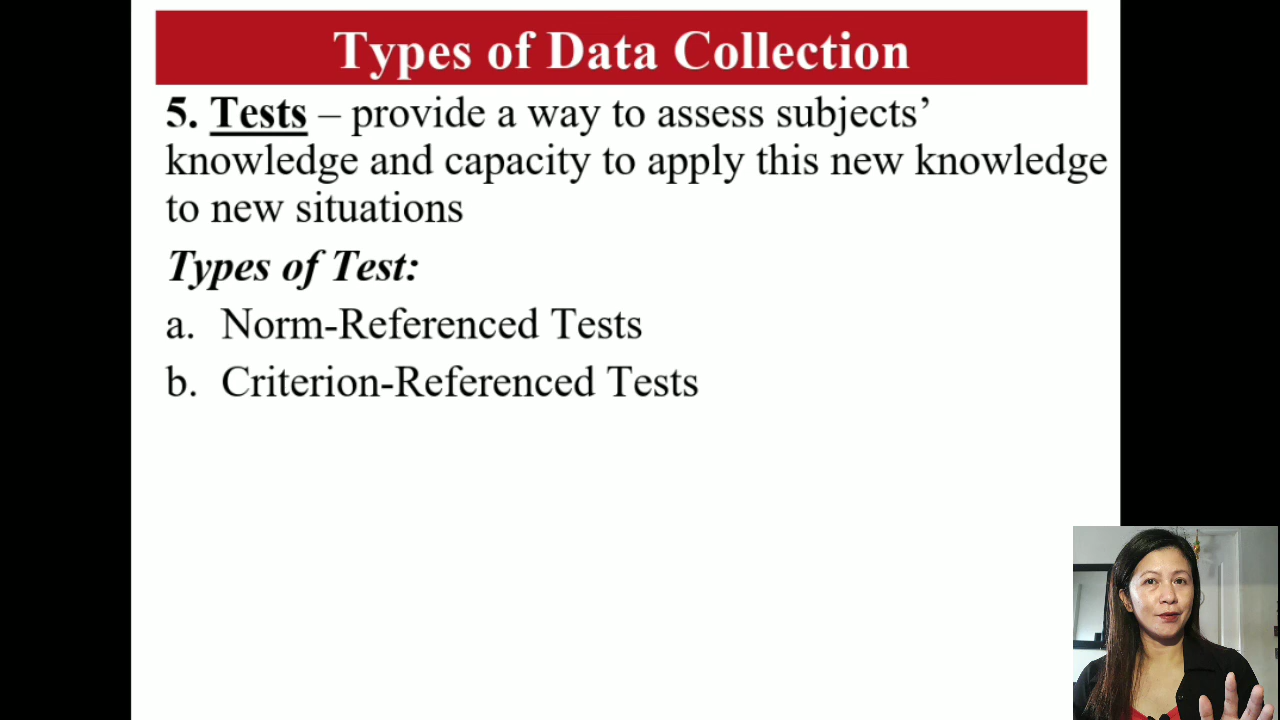 Types of Data Collection
5. Tests – provide a way to assess subjects’
knowledge and capacity to apply this new knowledge
to new situations
Types of Test:
a. Norm-Referenced Tests
b. Criterion-Referenced Tests